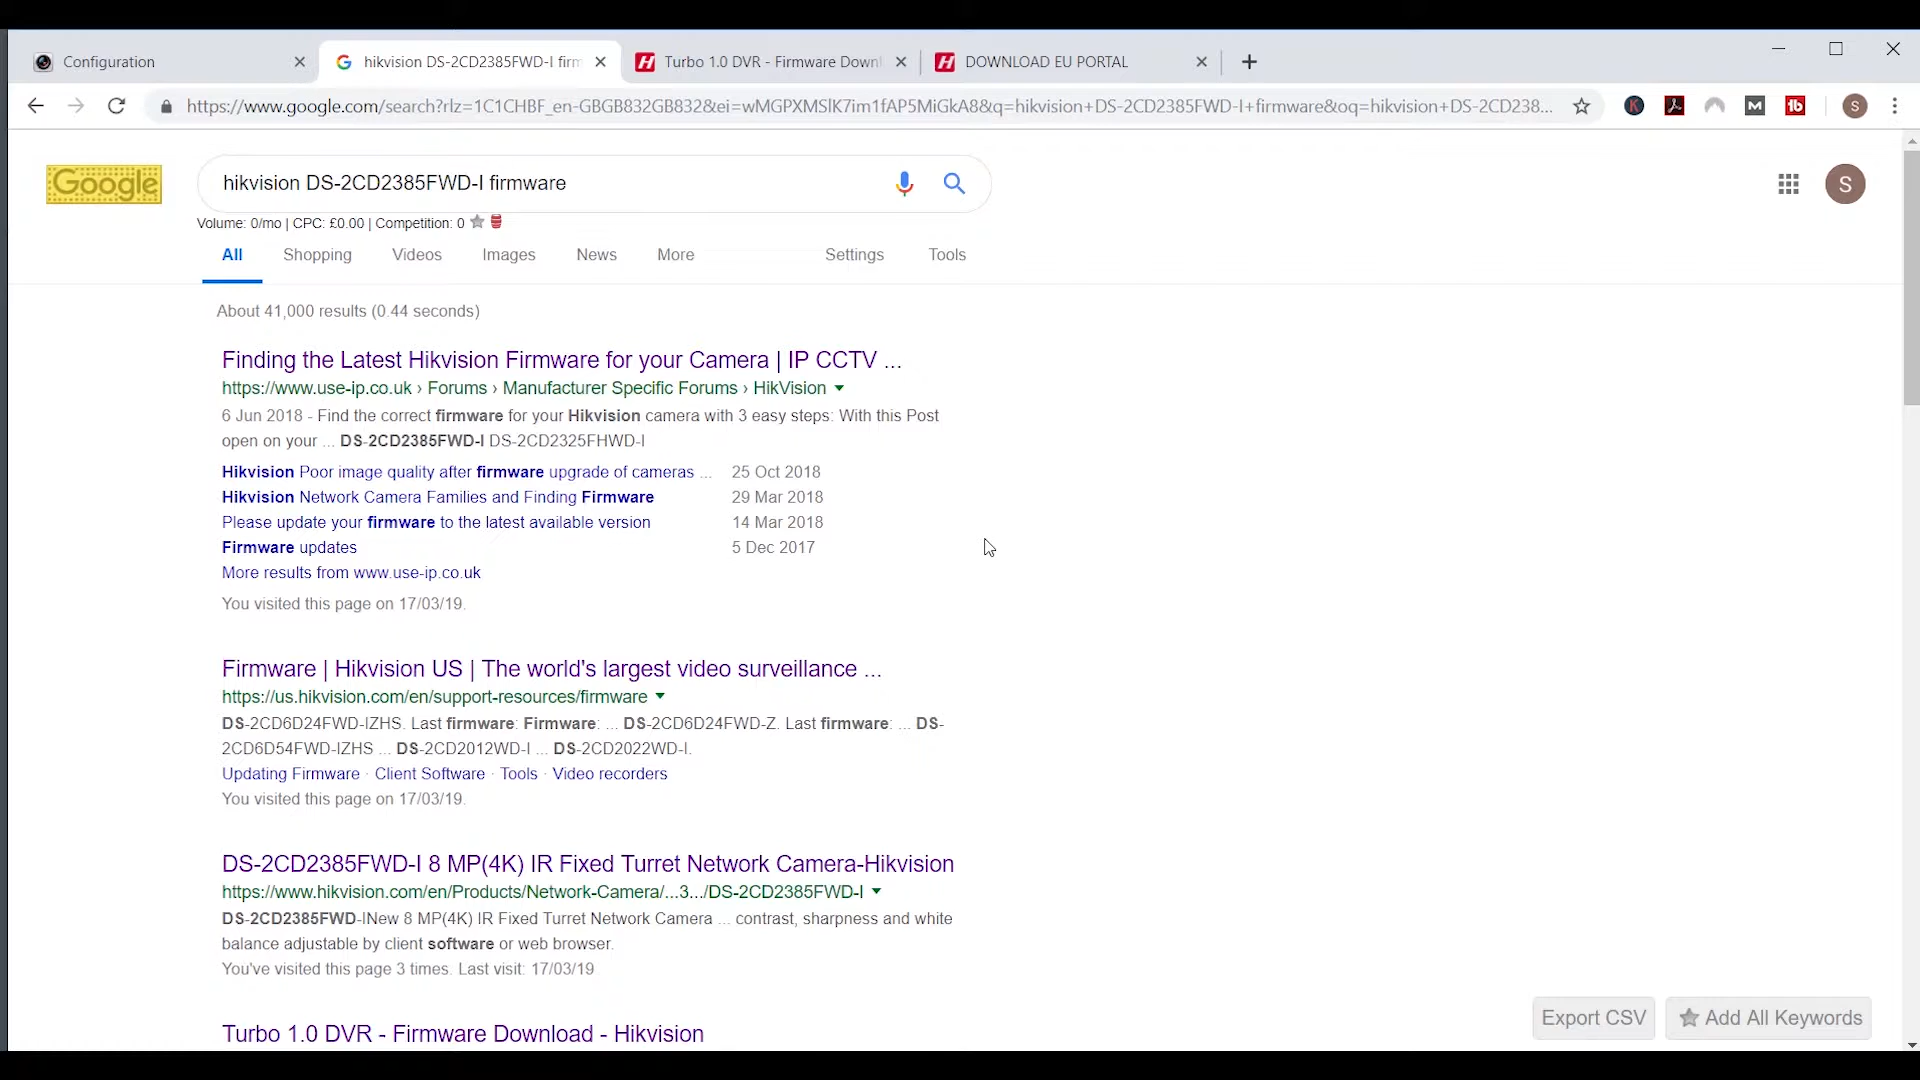 Configuration
hikvision DS-2CD2385FWD-I firm
Turbo 1.0 DVR - Firmware Downl
DOWNLOAD EU PORTAL
https://www.google.com/search?rlz=1C1CHBF_en-GBGB832GB832&ei=wMGPXMSlK7im1fAP5MiGkA8&q=hikvision+DS-2CD2385FWD-I+firmware&oq=hikvision+DS-2CD238...
K
M
tb
S
Google
hikvision DS-2CD2385FWD-I firmware
S
Volume: 0/mo | CPC: £0.00 | Competition: 0
All Shopping Videos Images News More Settings Tools
About 41,000 results (0.44 seconds)
Finding the Latest Hikvision Firmware for your Camera | IP CCTV ...
https://www.use-ip.co.uk › Forums › Manufacturer Specific Forums › HikVision
6 Jun 2018 - Find the correct firmware for your Hikvision camera with 3 easy steps: With this Post
open on your ... DS-2CD2385FWD-I DS-2CD2325FHWD-I
Hikvision Poor image quality after firmware upgrade of cameras ... 25 Oct 2018
Hikvision Network Camera Families and Finding Firmware 29 Mar 2018
Please update your firmware to the latest available version 14 Mar 2018
Firmware updates 5 Dec 2017
More results from www.use-ip.co.uk
You visited this page on 17/03/19.
Firmware | Hikvision US | The world's largest video surveillance ...
https://us.hikvision.com/en/support-resources/firmware
DS-2CD6D24FWD-IZHS. Last firmware: Firmware: ... DS-2CD6D24FWD-Z. Last firmware: ... DS-
2CD6D54FWD-IZHS ... DS-2CD2012WD-I ... DS-2CD2022WD-I.
Updating Firmware · Client Software · Tools · Video recorders
You visited this page on 17/03/19.
DS-2CD2385FWD-I 8 MP(4K) IR Fixed Turret Network Camera-Hikvision
https://www.hikvision.com/en/Products/Network-Camera/...3.../DS-2CD2385FWD-I
DS-2CD2385FWD-INew 8 MP(4K) IR Fixed Turret Network Camera ... contrast, sharpness and white
balance adjustable by client software or web browser.
You've visited this page 3 times. Last visit: 17/03/19
Export CSV
Add All Keywords
Turbo 1.0 DVR - Firmware Download - Hikvision